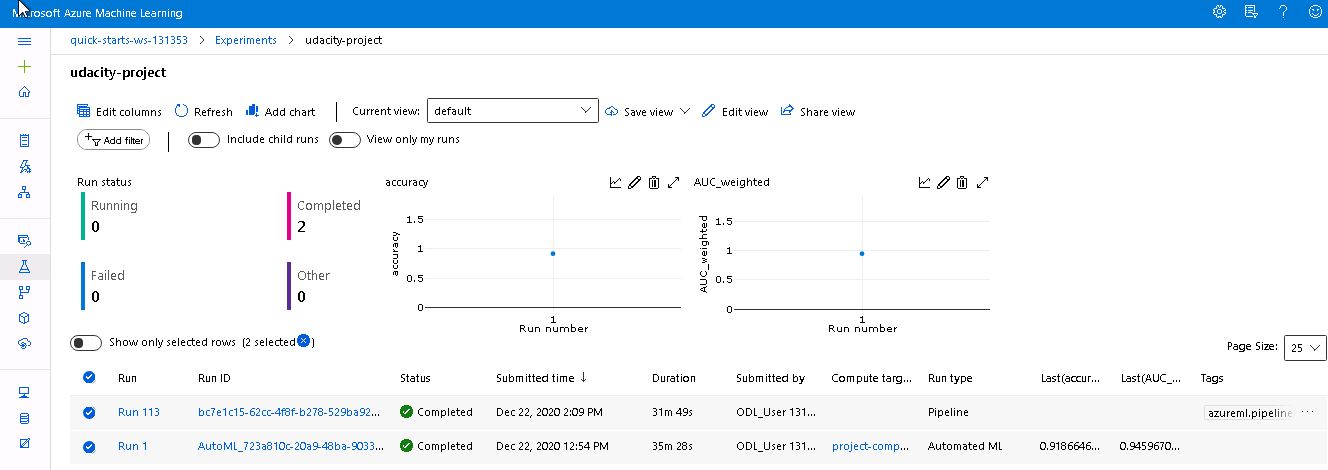 Microsoft Azure Machine Learning
quick-starts-ws-131353 > Experiments > udacity-project
udacity-project
Edit columns Refresh Add chart Current view: default Save view Edit view Share view
Add filter Include child runs View only my runs
Run status
Running
0
Completed
2
Failed
0
Other
0
accuracy
accuracy
1.5
1
0.5
0
1
Run number
AUC_weighted
AUC_weighted
1.5
1
0.5
0
1
Run number
Show only selected rows (2 selected)
Page Size: 25
Run Run ID Status Submitted time ↓ Duration Submitted by Compute targ... Run type Last(accur... Last(AUC_... Tags
Run 113 bc7e1c15-62cc-4f8f-b278-529ba92... Completed Dec 22, 2020 2:09 PM 31m 49s ODL_User 131... Pipeline azureml.pipeline ...
Run 1 AutoML_723a810c-20a9-48ba-9033... Completed Dec 22, 2020 12:54 PM 35m 28s ODL_User 131... project-comp... Automated ML 0.9186646... 0.9459670...